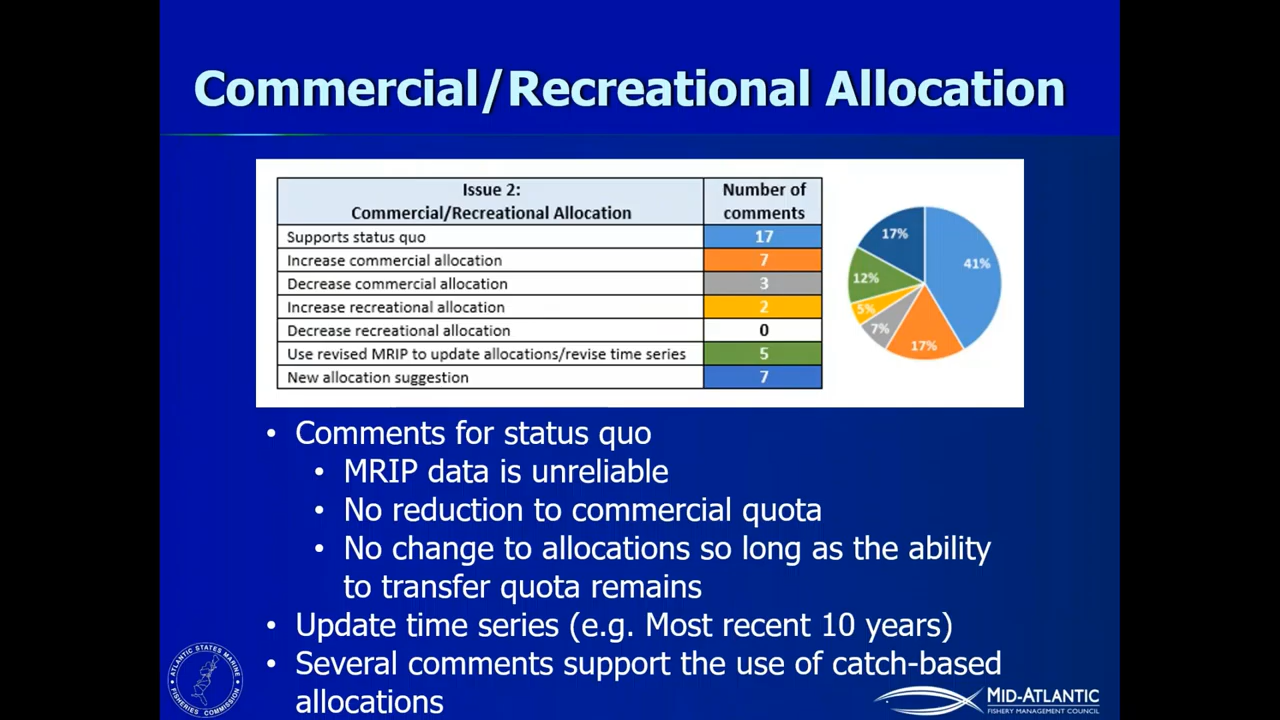 Commercial/Recreational Allocation
Issue 2:
Commercial/Recreational Allocation
Number of
comments
Supports status quo 17
Increase commercial allocation 7
Decrease commercial allocation 3
Increase recreational allocation 2
Decrease recreational allocation 0
Use revised MRIP to update allocations/revise time series 5
New allocation suggestion 7
17%
41%
12%
5%
7%
17%
• Comments for status quo
• MRIP data is unreliable
• No reduction to commercial quota
• No change to allocations so long as the ability
to transfer quota remains
• Update time series (e.g. Most recent 10 years)
• Several comments support the use of catch-based
allocations
ATLANTIC STATES MARINE
FISHERIES COMMISSION
MID-ATLANTIC
FISHERY MANAGEMENT COUNCIL